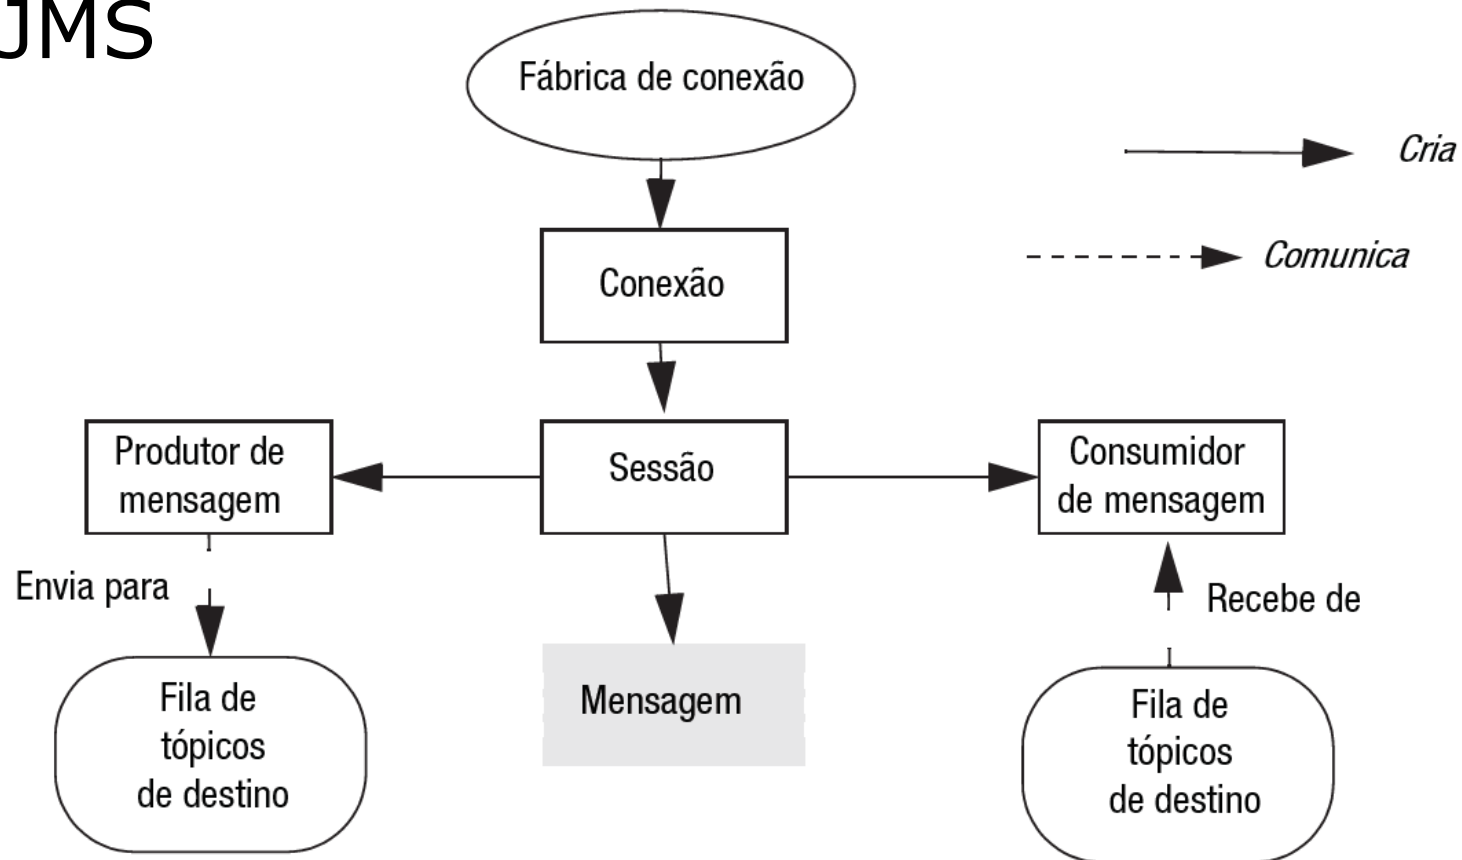 JMS
Fábrica de conexão
Cria
Comunica
Conexão
Produtor de
mensagem
Sessão
Consumidor
de mensagem
Envia para
Recebe de
Fila de
tópicos
de destino
Mensagem
Fila de
tópicos
de destino